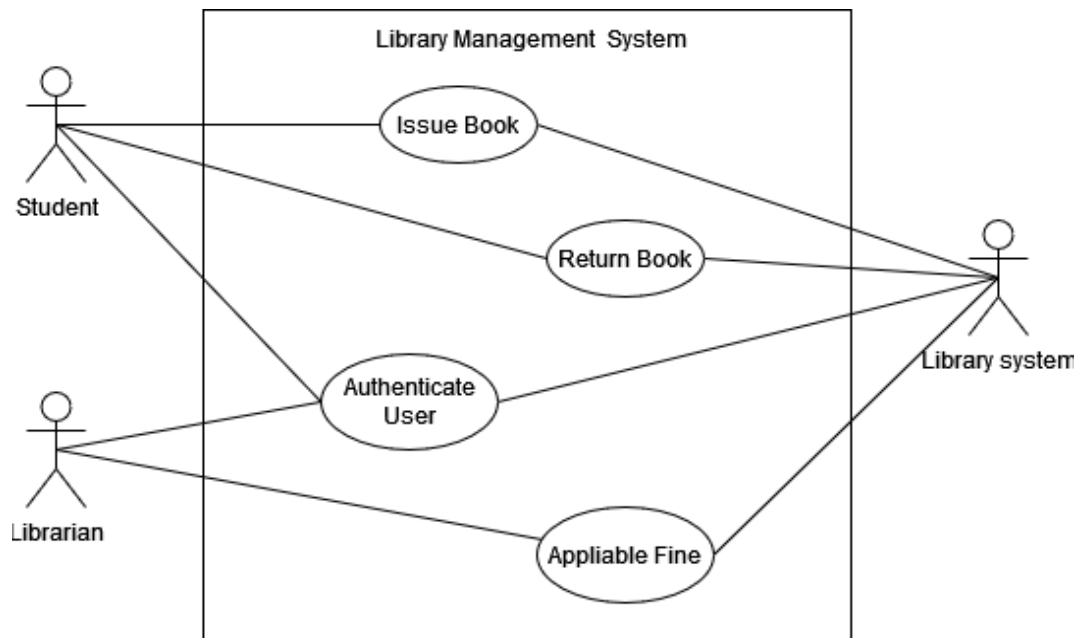 Library Management System
Issue Book
Student
Return Book
Library system
Authenticate
User
Librarian
Appliable Fine